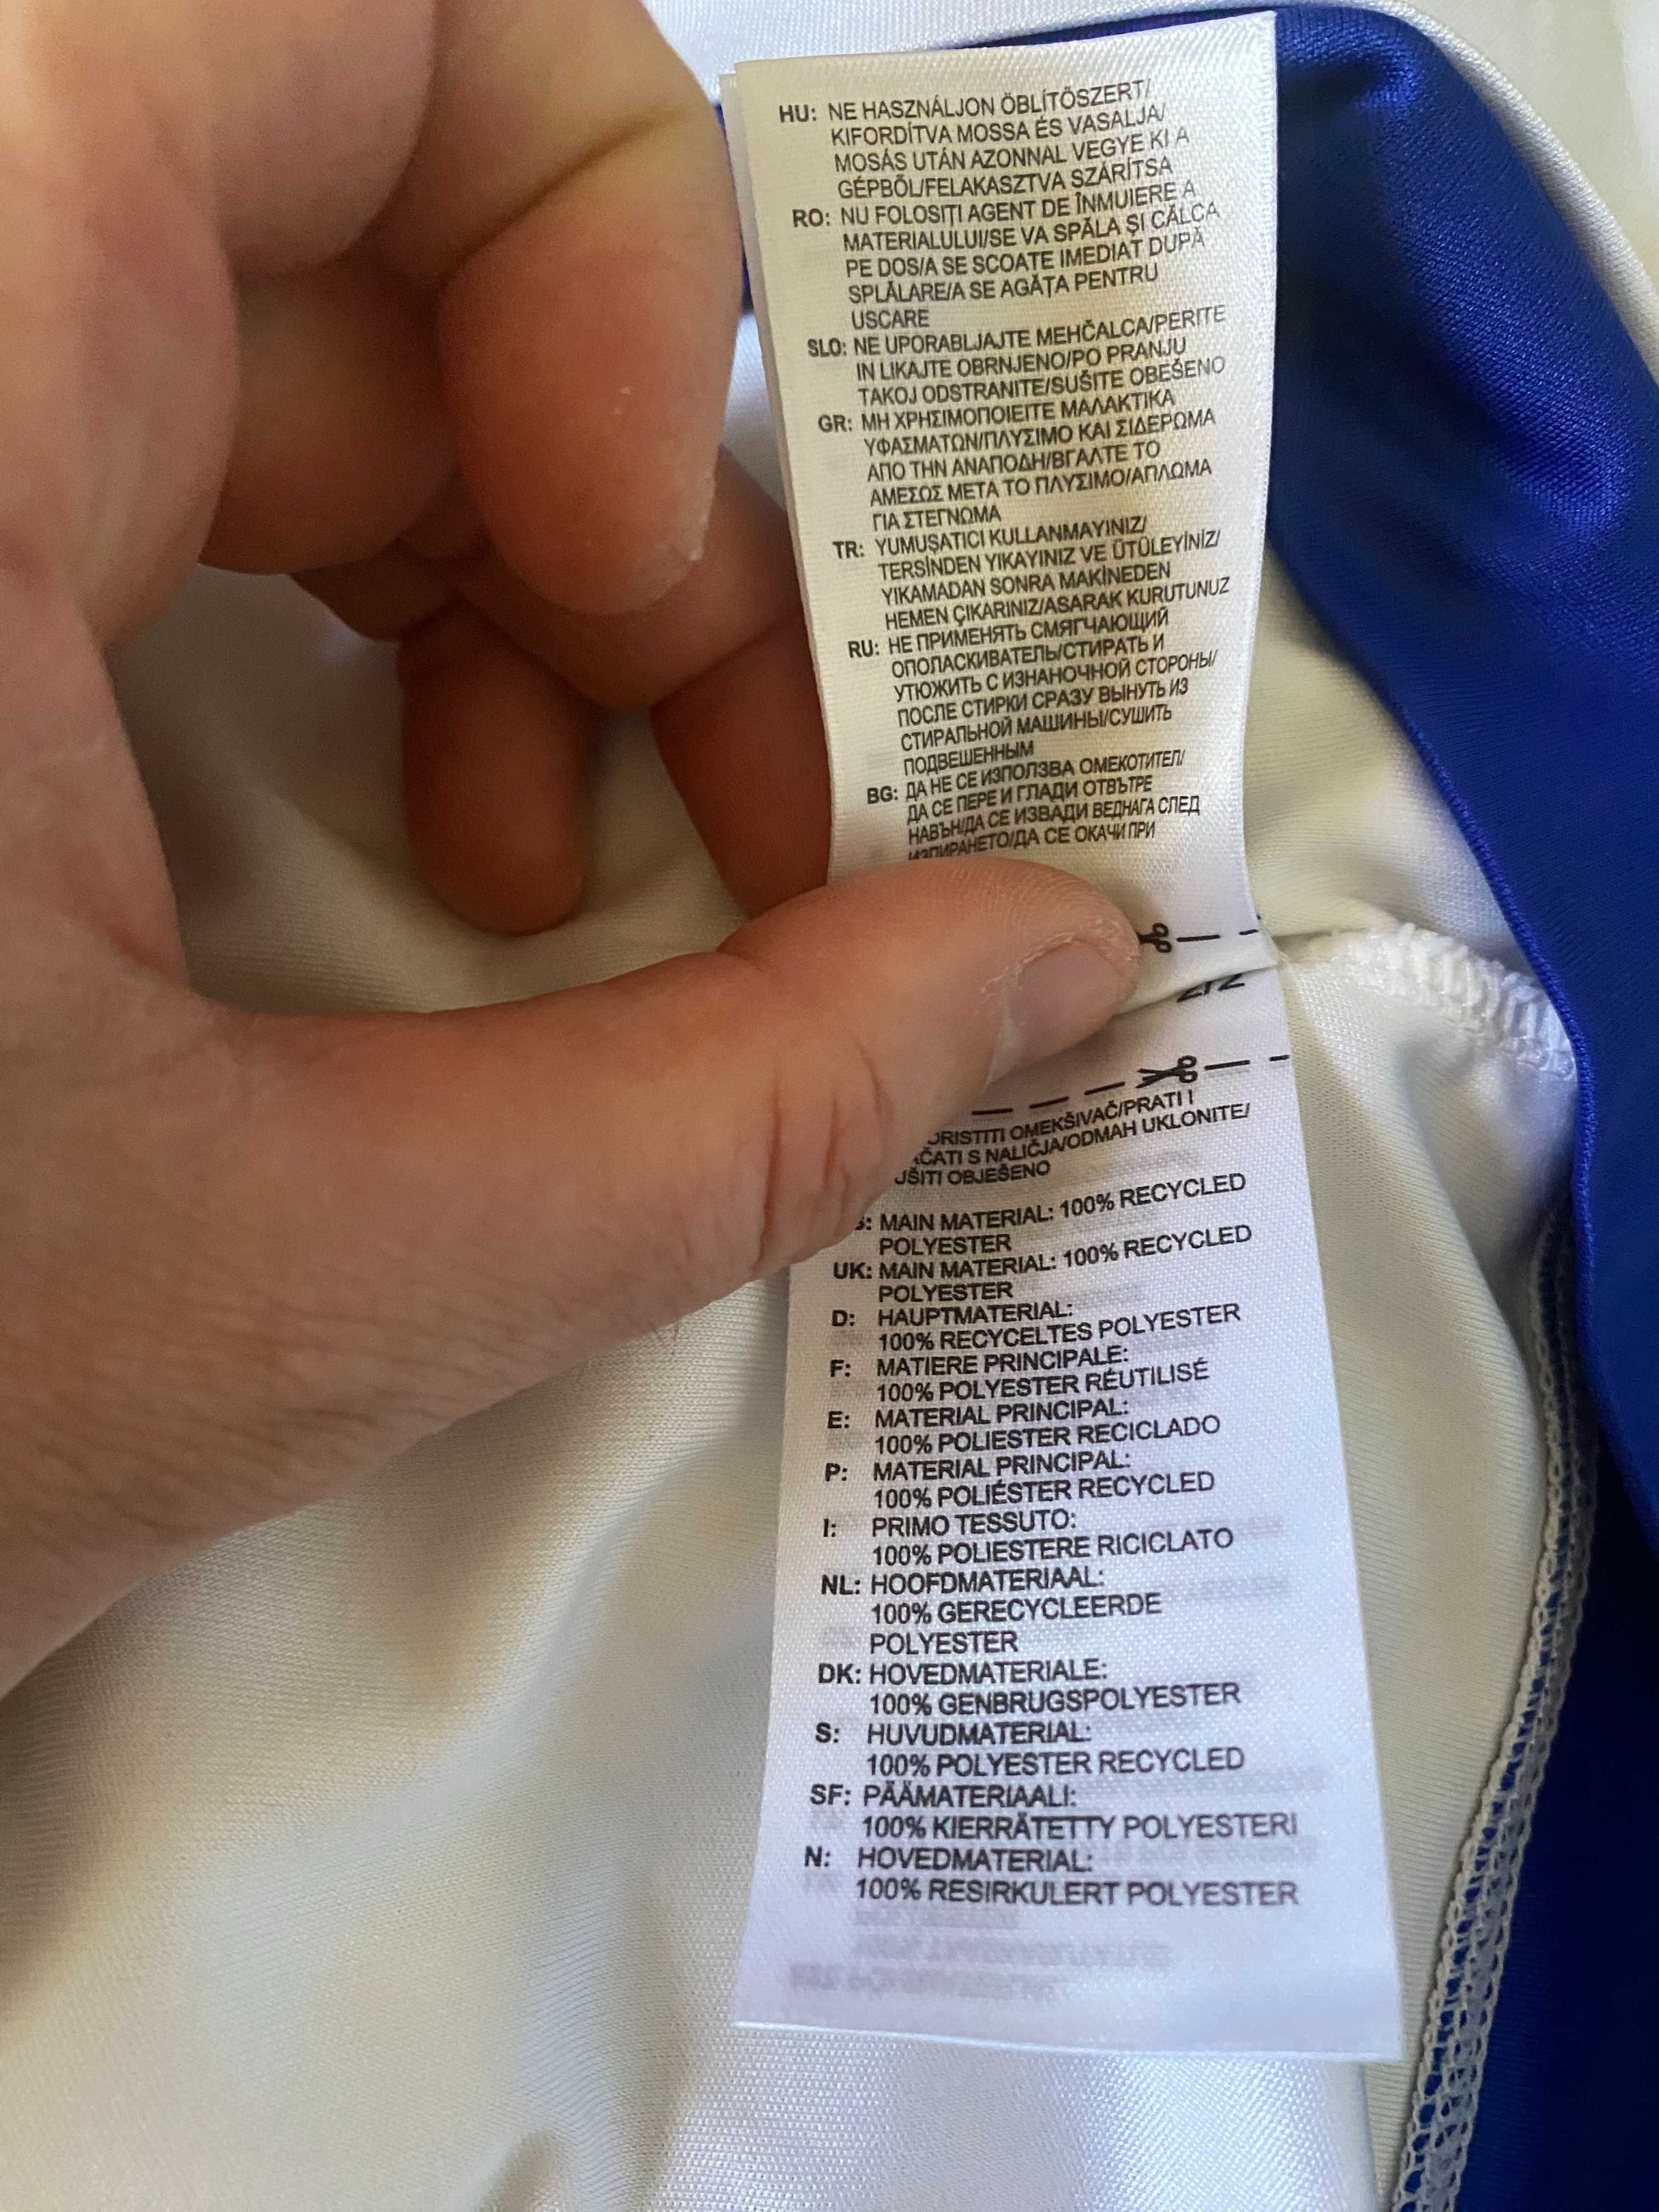 HU: NE HASZNÁLJON ÖBLÍTŐSZERT/
KIFORDÍTVA MOSSA ÉS VASALJA/
MOSÁS UTÁN AZONNAL VEGYE KI A
GÉPBŐL/FELAKASZTVA SZÁRÍTSA
RO: NU FOLOSIȚI AGENT DE ÎNMUIERE A
MATERIALULUI/SE VA SPĂLA ȘI CĂLCA
PE DOS/A SE SCOATE IMEDIAT DUPĂ
SPLĂLARE/A SE AGĂȚA PENTRU
USCARE
SLO: NE UPORABLJAJTE MEHČALCA/PERITE
IN LIKAJTE OBRNJENO/PO PRANJU
TAKOJ ODSTRANITE/SUŠITE OBEŠENO
GR: ΜΗ ΧΡΗΣΙΜΟΠΟΙΕΙΤΕ ΜΑΛΑΚΤΙΚΑ
ΥΦΑΣΜΑΤΩΝ/ΠΛΥΣΙΜΟ ΚΑΙ ΣΙΔΕΡΩΜΑ
ΑΠΟ ΤΗΝ ΑΝΑΠΟΔΗ/ΒΓΑΛΤΕ ΤΟ
ΑΜΕΣΩΣ ΜΕΤΑ ΤΟ ΠΛΥΣΙΜΟ/ΑΠΛΩΜΑ
ΓΙΑ ΣΤΕΓΝΩΜΑ
TR: YUMUŞATICI KULLANMAYINIZ/
TERSİNDEN YIKAYINIZ VE ÜTÜLEYİNİZ/
YIKAMADAN SONRA MAKİNEDEN
HEMEN ÇIKARINIZ/ASARAK KURUTUNUZ
RU: НЕ ПРИМЕНЯТЬ СМЯГЧАЮЩИЙ
ОПОЛАСКИВАТЕЛЬ/СТИРАТЬ И
УТЮЖИТЬ С ИЗНАНОЧНОЙ СТОРОНЫ/
ПОСЛЕ СТИРКИ СРАЗУ ВЫНУТЬ ИЗ
СТИРАЛЬНОЙ МАШИНЫ/СУШИТЬ
ПОДВЕШЕННЫМ
BG: ДА НЕ СЕ ИЗПОЛЗВА ОМЕКОТИТЕЛ/
ДА СЕ ПЕРЕ И ГЛАДИ ОТВЪТРЕ
НАВЪН/ДА СЕ ИЗВАДИ ВЕДНАГА СЛЕД
ИЗПИРАНЕТО/ДА СЕ ОКАЧИ ПРИ
2/2
ORISTITI OMEKŠIVAČ/PRATI I
AČATI S NALIČJA/ODMAH UKLONITE/
UŠITI OBJEŠENO
S: MAIN MATERIAL: 100% RECYCLED
POLYESTER
UK: MAIN MATERIAL: 100% RECYCLED
POLYESTER
D: HAUPTMATERIAL:
100% RECYCELTES POLYESTER
F: MATIERE PRINCIPALE:
100% POLYESTER RÉUTILISÉ
E: MATERIAL PRINCIPAL:
100% POLIESTER RECICLADO
P: MATERIAL PRINCIPAL:
100% POLIÉSTER RECYCLED
I: PRIMO TESSUTO:
100% POLIESTERE RICICLATO
NL: HOOFDMATERIAAL:
100% GERECYCLEERDE
POLYESTER
DK: HOVEDMATERIALE:
100% GENBRUGSPOLYESTER
S: HUVUDMATERIAL:
100% POLYESTER RECYCLED
SF: PÄÄMATERIAALI:
100% KIERRÄTETTY POLYESTERI
N: HOVEDMATERIAL:
100% RESIRKULERT POLYESTER